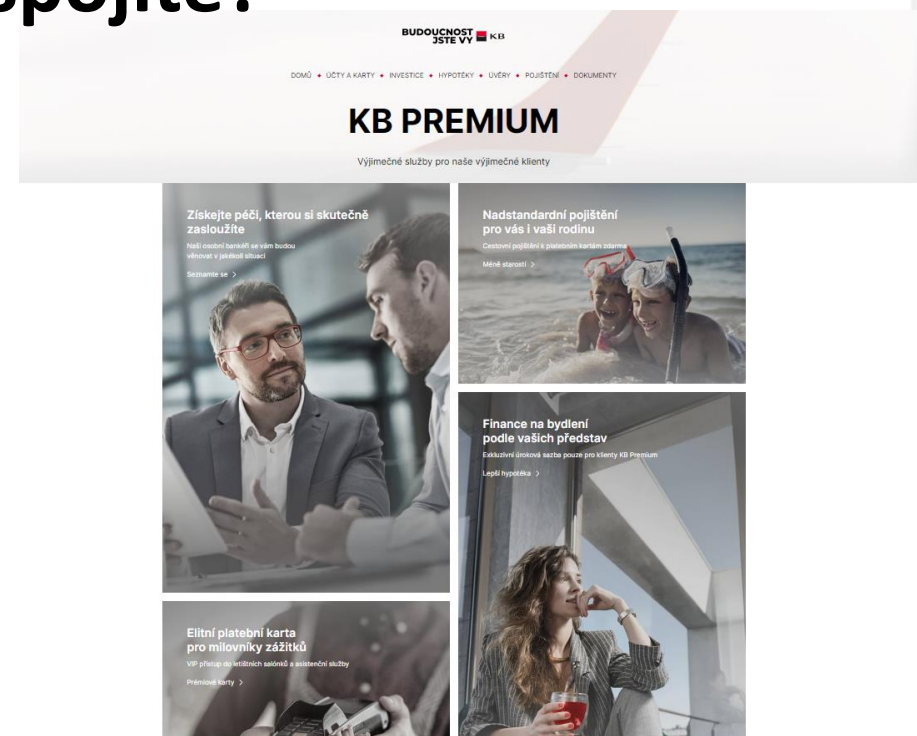 spojíte?
BUDOUCNOST
JSTE VY KB
DOMŮ ♦ ÚČTY A KARTY ♦ INVESTICE ♦ HYPOTÉKY ♦ ÚVĚRY ♦ POJIŠTĚNÍ ♦ DOKUMENTY
KB PREMIUM
Výjimečné služby pro naše výjimečné klienty
Získejte péči, kterou si skutečně
zasloužíte
Naši osobní bankéři se vám budou
věnovat v jakékoli situaci
Seznamte se >
Nadstandardní pojištění
pro vás i vaši rodinu
Cestovní pojištění k platebním kartám zdarma
Méně starostí >
Finance na bydlení
podle vašich představ
Exkluzivní úroková sazba pouze pro klienty KB Premium
Lepší hypotéka >
Elitní platební karta
pro milovníky zážitků
VIP přístup do letištních salónků a asistenční služby
Prémiové karty >